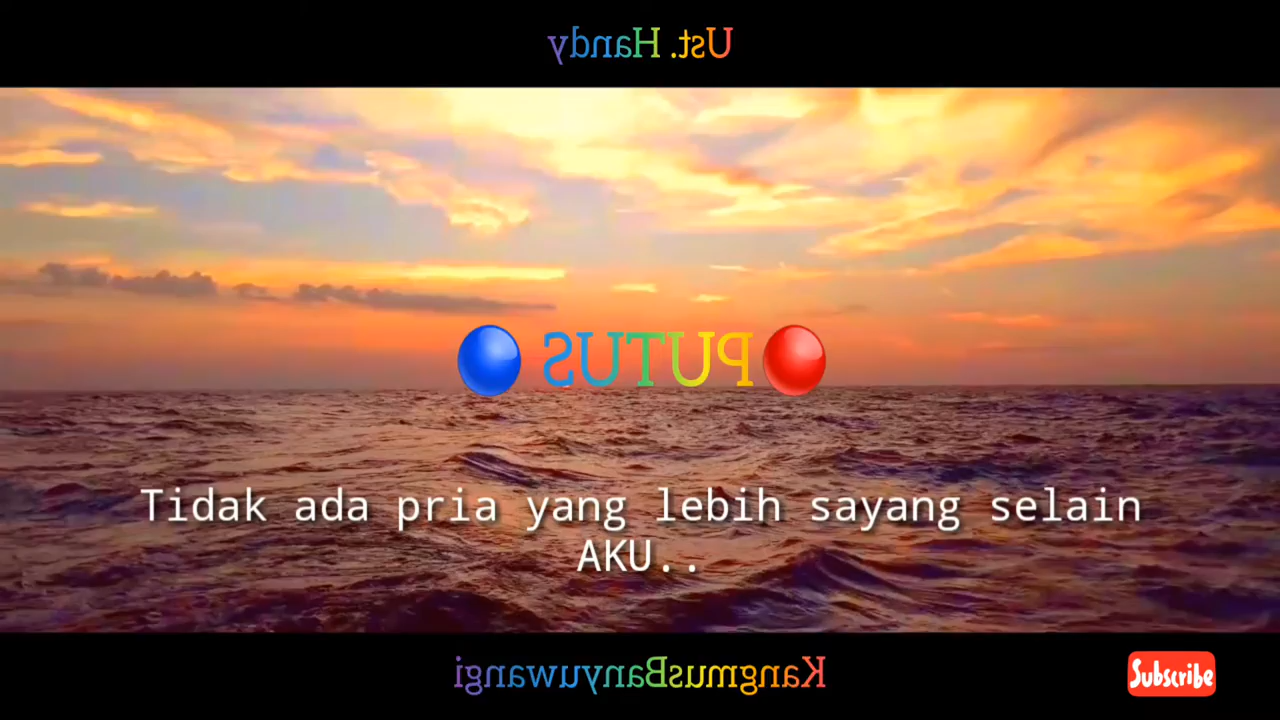 Ust. Handy
PUTUS
Tidak ada pria yang lebih sayang selain
AKU..
KangmusBanyuwangi
Subscribe